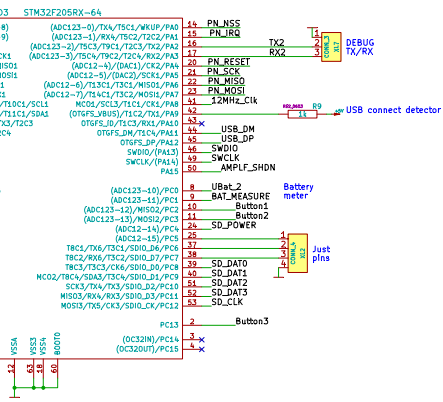 D3 STM32F205RX-64
(ADC123-0)/TX4/T5C1/WKUP/PA0 14 PN_NSS
(ADC123-1)/RX4/T5C2/T2C2/PA1 15 PN_IRQ
(ADC123-2)/T5C3/T9C1/T2C3/TX2/PA2 16 TX2 2
(ADC123-3)/T5C4/T9C2/T2C4/RX2/PA3 17 RX2 3
1 CONN_3 X17 DEBUG TX/RX
(ADC12-4)/(DAC1)/CK2/PA4 20 PN_RESET
(ADC12-5)/(DAC2)/SCK1/PA5 21 PN_SCK
(ADC12-6)/T13C1/T3C1/MISO1/PA6 22 PN_MISO
(ADC12-7)/T14C1/T3C2/MOSI1/PA7 23 PN_MOSI
MCO1/SCL3/T1C1/CK1/PA8 41 12MHz_Clk
(OTGFS_VBUS)/T1C2/TX1/PA9 42 R9 1k USB connect detector
OTGFS_ID/T1C3/RX1/PA10 43
OTGFS_DM/T1C4/PA11 44 USB_DM
OTGFS_DP/PA12 45 USB_DP
SWDIO/(PA13) 46 SWDIO
SWCLK/(PA14) 49 SWCLK
PA15 50 AMPLF_SHDN
(ADC123-10)/PC0 8 UBat_2 Battery
(ADC123-11)/PC1 9 BAT_MEASURE meter
(ADC123-12)/MISO2/PC2 10 Button1
(ADC123-13)/MOSI2/PC3 11 Button2
(ADC12-14)/PC4 24 SD_POWER
(ADC12-15)/PC5 25 1
T8C1/TX6/T3C1/SDIO_D6/PC6 37 2
T8C2/RX6/T3C2/SDIO_D7/PC7 38 3
4 CONN_4 XL2 Just pins
T8C3/T3C3/CK6/SDIO_D0/PC8 39 SD_DAT0
MCO2/T8C4/SDA3/T3C4/SDIO_D1/PC9 40 SD_DAT1
SCK3/TX4/TX3/SDIO_D2/PC10 51 SD_DAT2
MISO3/RX4/RX3/SDIO_D3/PC11 52 SD_DAT3
MOSI3/TX5/CK3/SDIO_CK/PC12 53 SD_CLK
PC13 2 Button3
(OC32IN)/PC14 3
(OC32OUT)/PC15 4
VSSA VSS3 VSS4 BOOT0
12 63 18 60